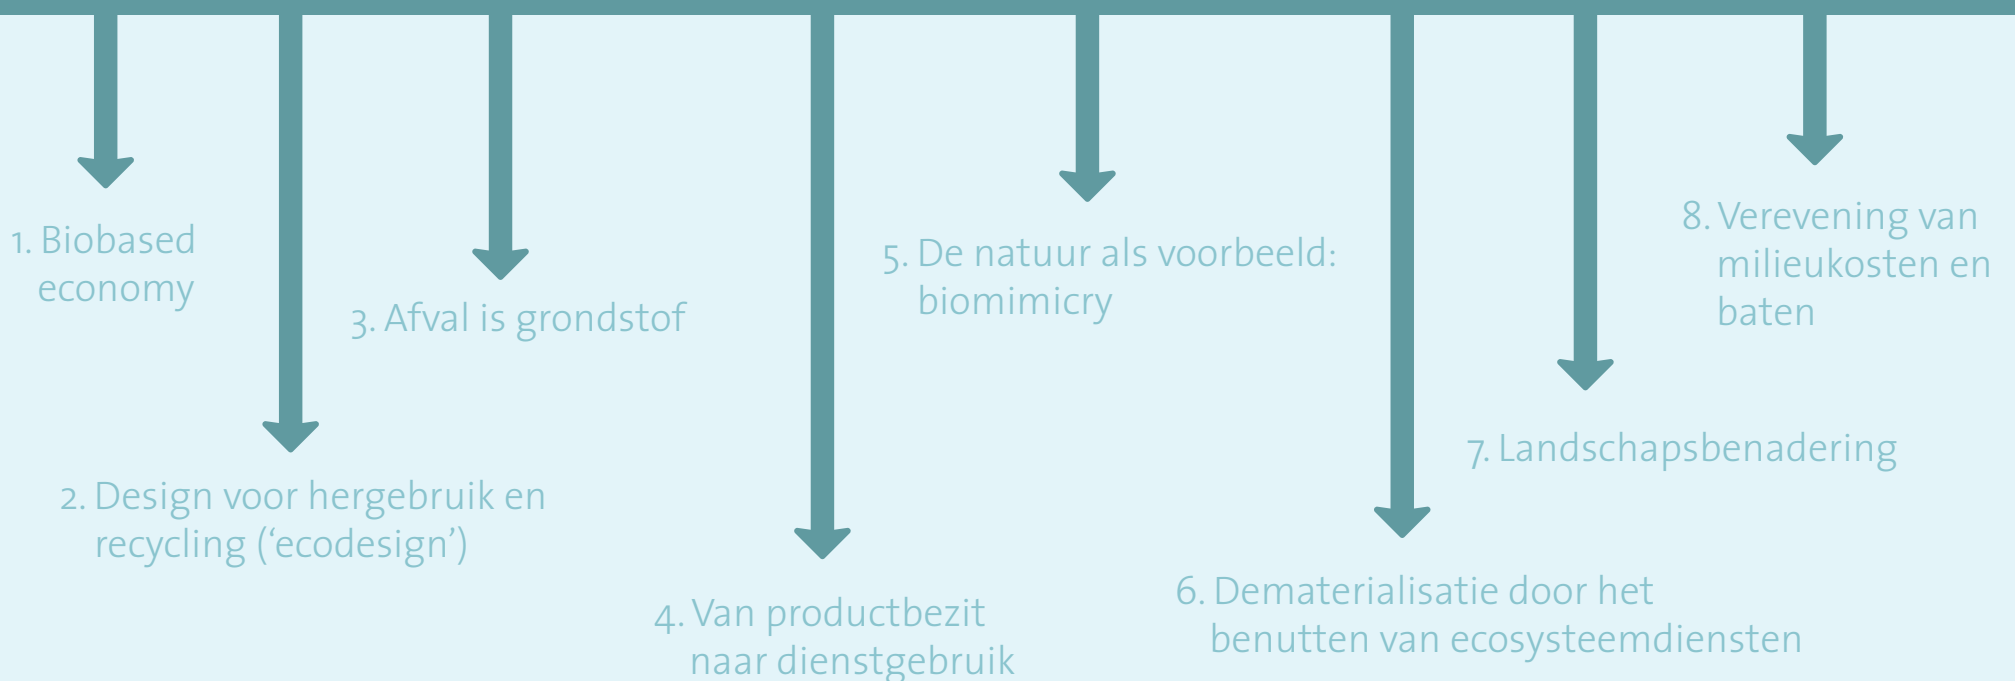 1. Biobased
economy
2. Design voor hergebruik en
recycling (‘ecodesign’)
3. Afval is grondstof
4. Van productbezit
naar dienstgebruik
5. De natuur als voorbeeld:
biomimicry
6. Dematerialisatie door het
benutten van ecosysteemdiensten
7. Landschapsbenadering
8. Verevening van
milieukosten en
baten